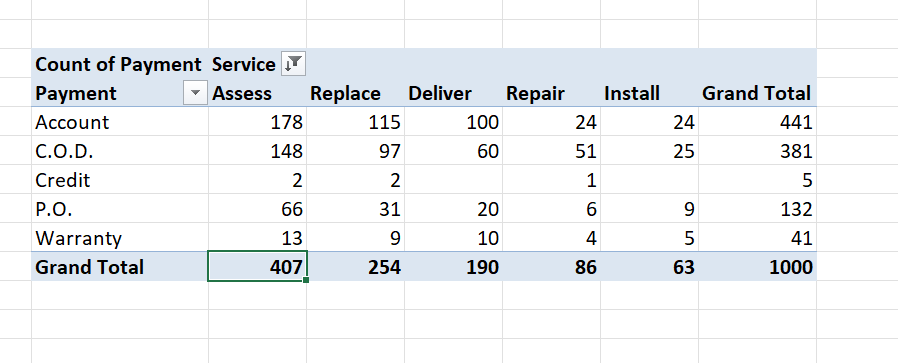 Count of Payment Service
Payment Assess Replace Deliver Repair Install Grand Total
Account 178 115 100 24 24 441
C.O.D. 148 97 60 51 25 381
Credit 2 2 1 5
P.O. 66 31 20 6 9 132
Warranty 13 9 10 4 5 41
Grand Total 407 254 190 86 63 1000